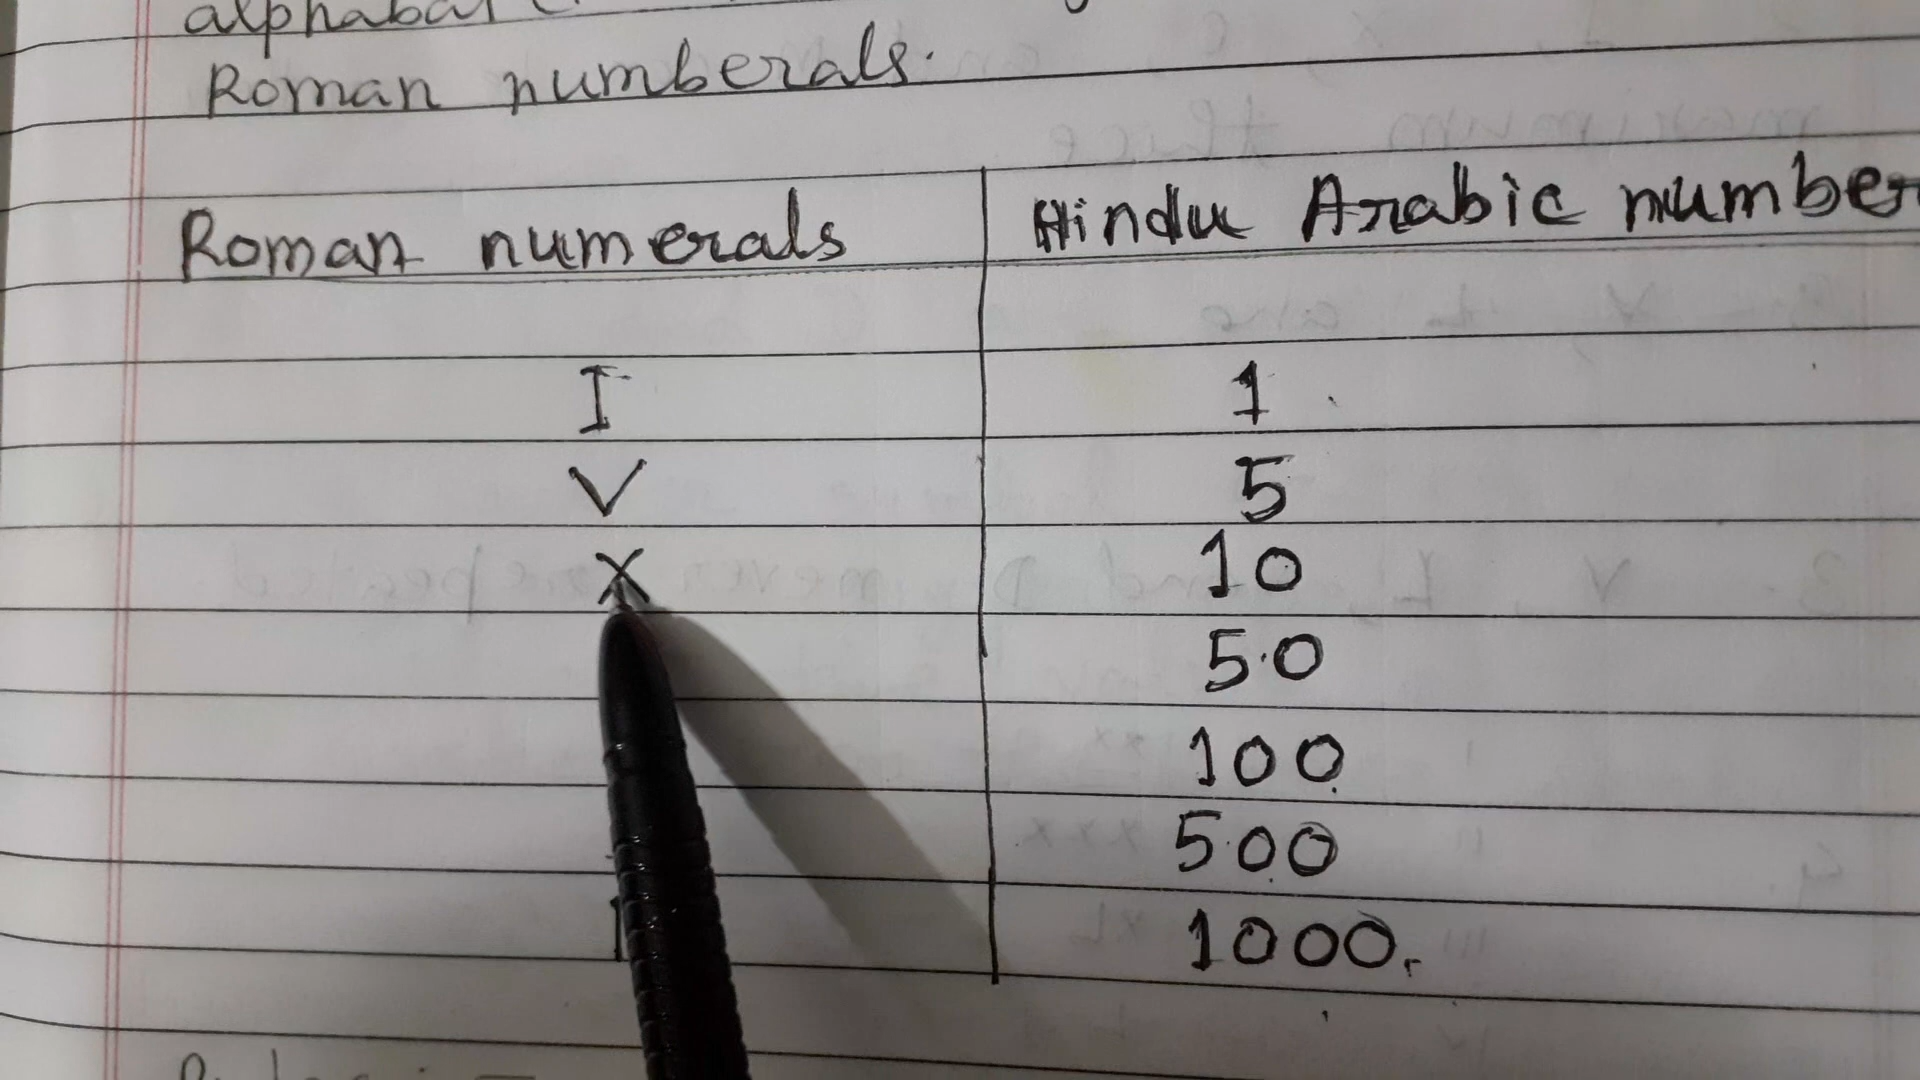 Roman numberals.
Roman numerals Hindu Arabic number
I 1
V 5
X 10
50
100
500
1000.